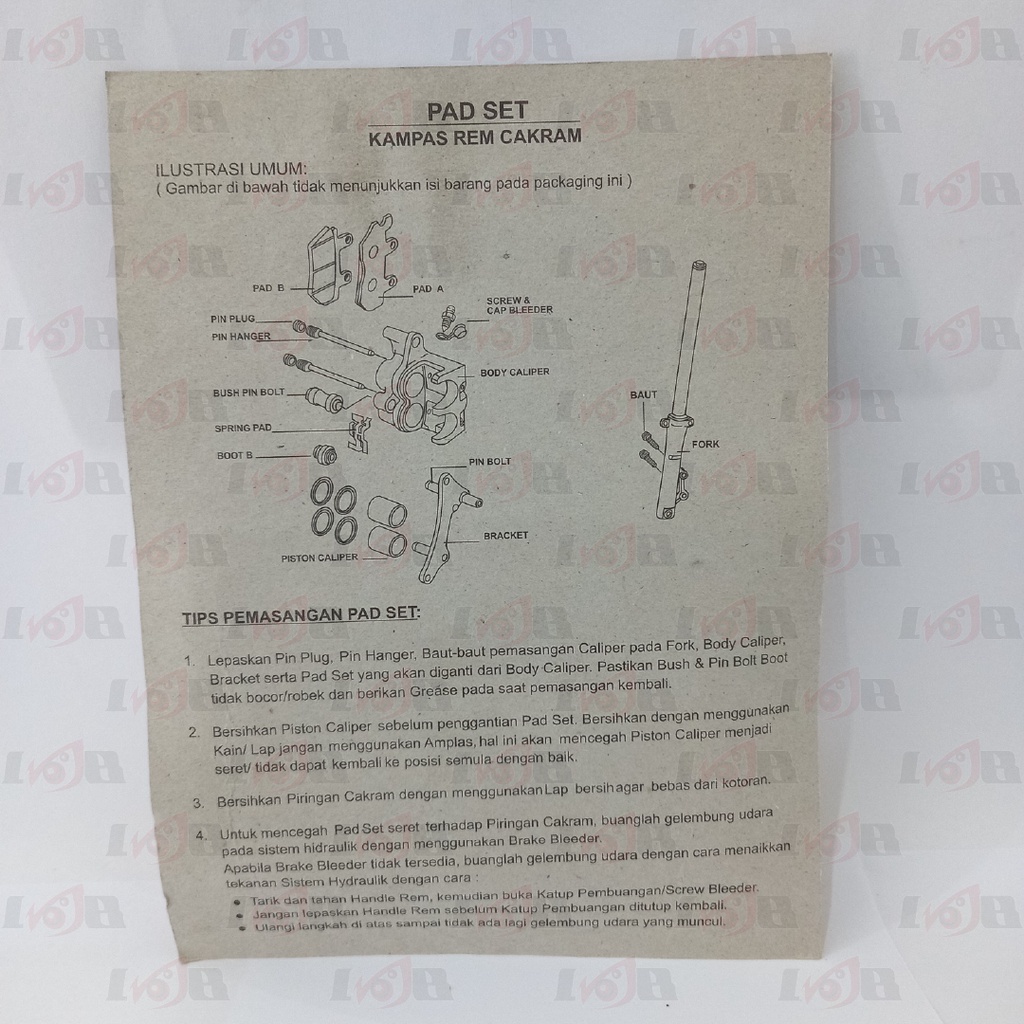 PAD SET
KAMPAS REM CAKRAM
ILUSTRASI UMUM:
( Gambar di bawah tidak menunjukkan isi barang pada packaging ini )
PAD B
PAD A
SCREW &
CAP BLEEDER
PIN PLUG
PIN HANGER
BODY CALIPER
BUSH PIN BOLT
BAUT
SPRING PAD
FORK
BOOT B
PIN BOLT
BRACKET
PISTON CALIPER
TIPS PEMASANGAN PAD SET:
1. Lepaskan Pin Plug, Pin Hanger, Baut-baut pemasangan Caliper pada Fork, Body Caliper,
Bracket serta Pad Set yang akan diganti dari Body Caliper. Pastikan Bush & Pin Bolt Boot
tidak bocor/robek dan berikan Grease pada saat pemasangan kembali.
2. Bersihkan Piston Caliper sebelum penggantian Pad Set. Bersihkan dengan menggunakan
Kain/ Lap jangan menggunakan Amplas, hal ini akan mencegah Piston Caliper menjadi
seret/ tidak dapat kembali ke posisi semula dengan baik.
3. Bersihkan Piringan Cakram dengan menggunakan Lap bersih agar bebas dari kotoran.
4. Untuk mencegah Pad Set seret terhadap Piringan Cakram, buanglah gelembung udara
pada sistem hidraulik dengan menggunakan Brake Bleeder.
Apabila Brake Bleeder tidak tersedia, buanglah gelembung udara dengan cara menaikkan
tekanan Sistem Hydraulik dengan cara :
• Tarik dan tahan Handle Rem, kemudian buka Katup Pembuangan/Screw Bleeder.
• Jangan lepaskan Handle Rem sebelum Katup Pembuangan ditutup kembali.
• Ulangi langkah di atas sampai tidak ada lagi gelembung udara yang muncul.